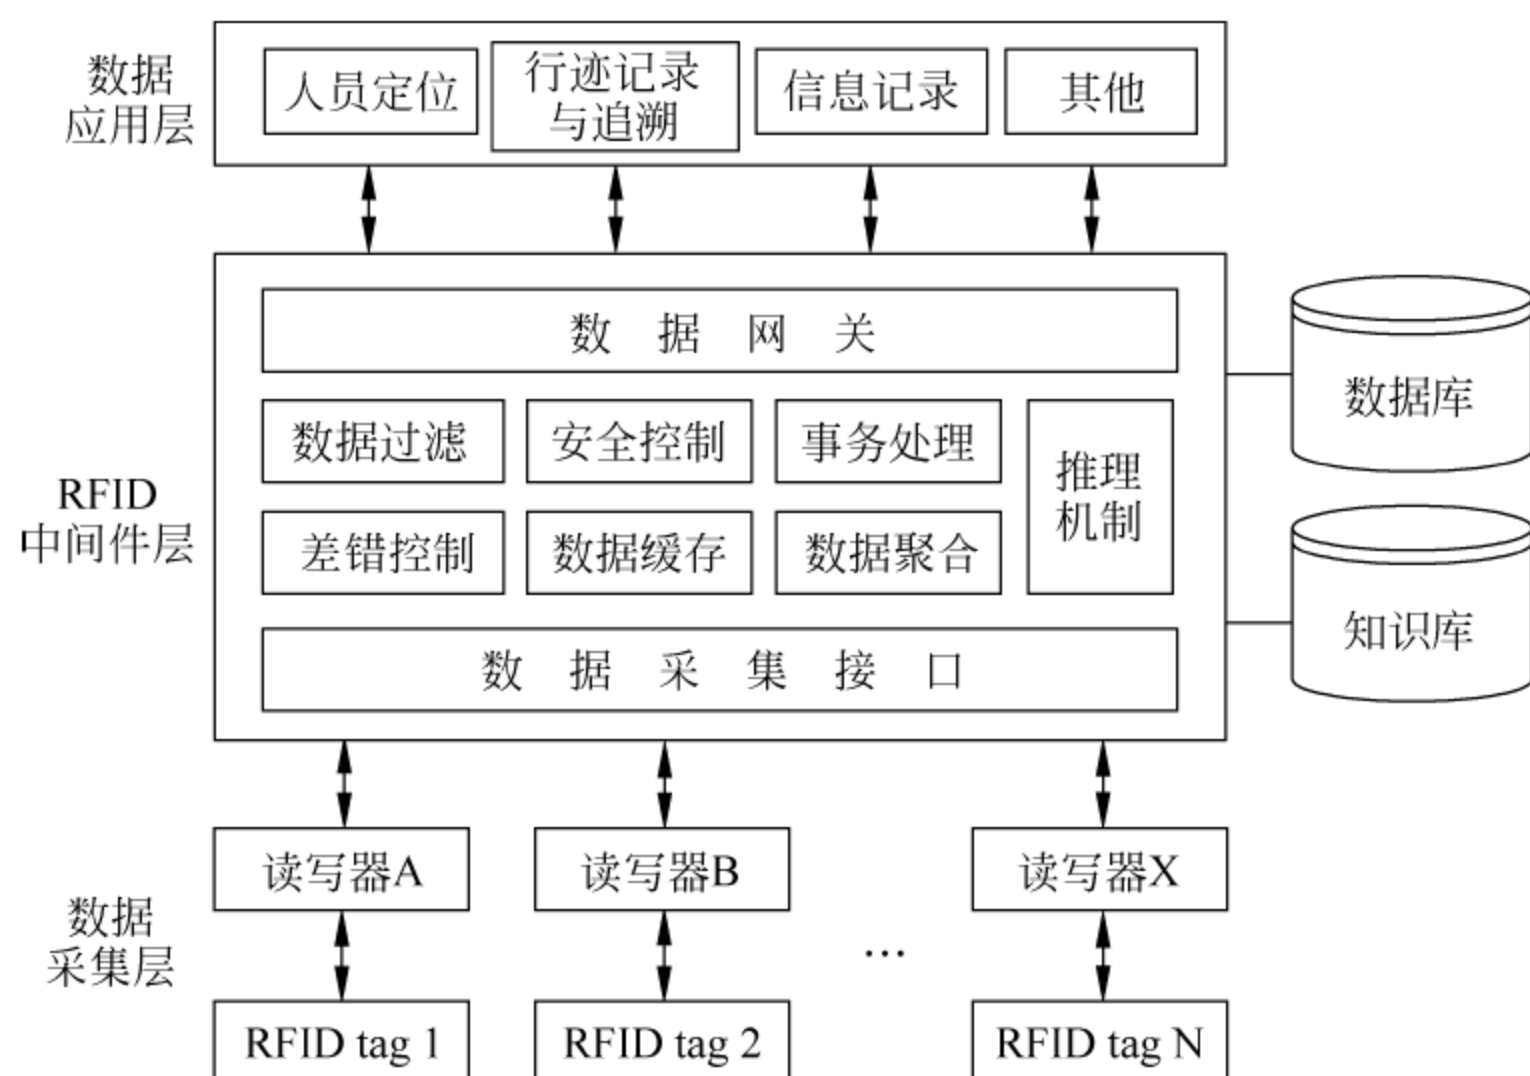 数据
应用层
人员定位
行迹记录
与追溯
信息记录
其他
RFID
中间件层
数 据 网 关
数据过滤
安全控制
事务处理
推理
机制
差错控制
数据缓存
数据聚合
数 据 采 集 接 口
数据库
知识库
数据
采集层
读写器A
读写器B
读写器X
...
RFID tag 1
RFID tag 2
RFID tag N